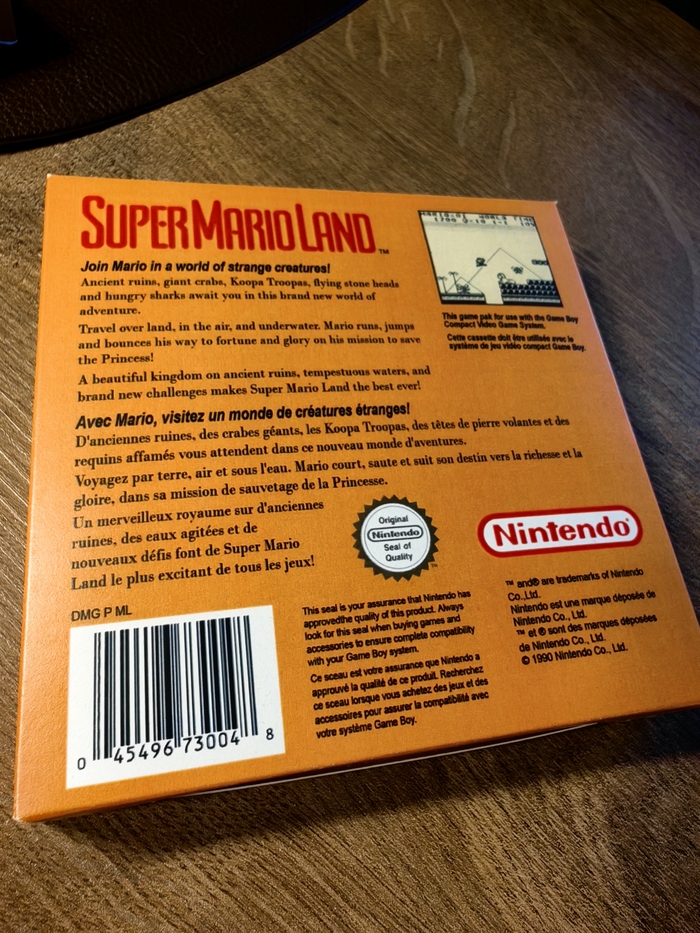 SUPER MARIO LAND™
Join Mario in a world of strange creatures!
Ancient ruins, giant crabs, Koopa Troopas, flying stone heads
and hungry sharks await you in this brand new world of
adventure.
Travel over land, in the air, and underwater. Mario runs, jumps
and bounces his way to fortune and glory on his mission to save
the Princess!
A beautiful kingdom on ancient ruins, tempestuous waters, and
brand new challenges makes Super Mario Land the best ever!
This game pak for use with the Game Boy
Compact Video Game System.
Cette cassette doit être utilisée avec le
système de jeu vidéo compact Game Boy.
Avec Mario, visitez un monde de créatures étranges!
D'anciennes ruines, des crabes géants, les Koopa Troopas, des têtes de pierre volantes et des
requins affamés vous attendent dans ce nouveau monde d'aventures.
Voyagez par terre, air et sous l'eau. Mario court, saute et suit son destin vers la richesse et la
gloire, dans sa mission de sauvetage de la Princesse.
Un merveilleux royaume sur d'anciennes
ruines, des eaux agitées et de
nouveaux défis font de Super Mario
Land le plus excitant de tous les jeux!
Original
Nintendo
Seal of
Quality
Nintendo®
DMG P ML
0 45496 73004 8
This seal is your assurance that Nintendo has
approvedthe quality of this product. Always
look for this seal when buying games and
accessories to ensure complete compatibility
with your Game Boy system.
Ce sceau est votre assurance que Nintendo a
approuvé la qualité de ce produit. Recherchez
ce sceau lorsque vous achetez des jeux et des
accessoires pour assurer la compatibilité avec
votre système Game Boy.
™ and® are trademarks of Nintendo
Co.,Ltd.
Nintendo est une marque déposée de
Nintendo Co., Ltd.
™ et ® sont des marques déposées
de Nintendo Co., Ltd.
© 1990 Nintendo Co., Ltd.